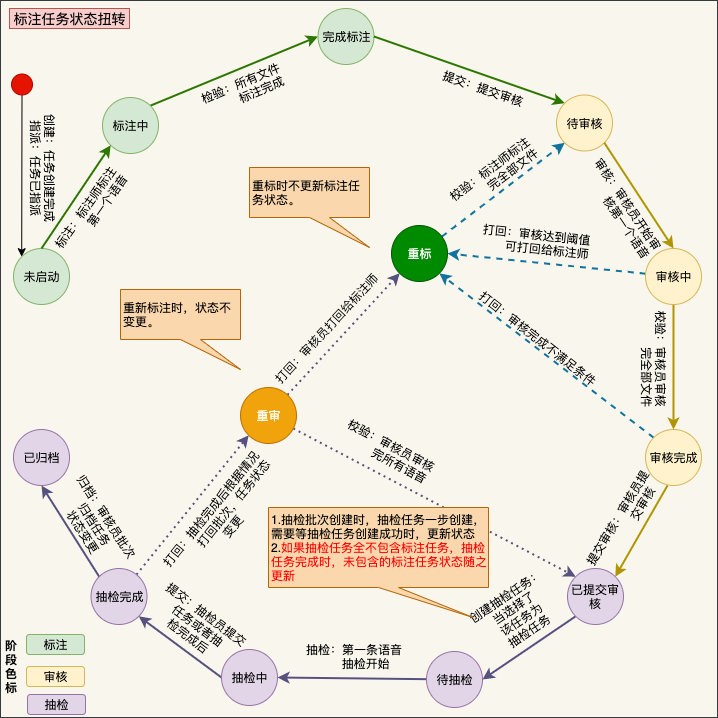 标注任务状态扭转
完成标注
检验：所有文件
标注完成
提交：提交审核
标注中
待审核
创建：任务创建完成
指派：任务已指派
标注：标注师标注
第一个语音
校验：标注师标注
完全部文件
审核：审核员开始审
核第一个语音
重标时不更新标注任
务状态。
打回：审核达到阈值
可打回给标注师
未启动
重标
审核中
重新标注时，状态不
变更。
打回：审核员打回给标注师
打回：审核完成不满足条件
校验：审核员审核
完全部文件
重审
校验：审核员审核
完所有语音
已归档
审核完成
归档：审核员批次
归档任务
状态变更
打回：抽检完成后根据情况
打回批次、任务状态
变更
提交审核：审核员提
交审核
1.抽检批次创建时，抽检任务一步创建，
需要等抽检任务创建成功时，更新状态
2.如果抽检任务全不包含标注任务，抽检
任务完成时，未包含的标注任务状态随之
更新
抽检完成
已提交审
核
创建抽检任务：
当选择了
该任务为
抽检任务
提交：抽检员提交
任务或者抽
检完成后
抽检：第一条语音
抽检开始
抽检中
待抽检
阶
段
色
标
标注
审核
抽检